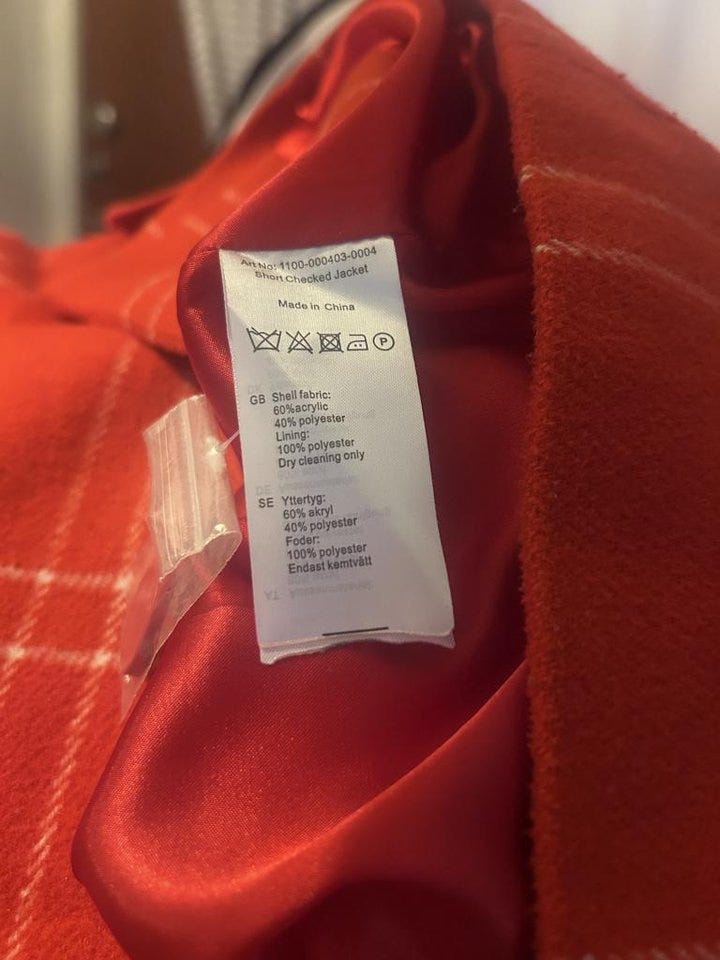 Art No: 1100-000403-0004
Short Checked Jacket
Made in China
P
GB Shell fabric:
60%acrylic
40% polyester
Lining:
100% polyester
Dry cleaning only
SE Yttertyg:
60% akryl
40% polyester
Foder:
100% polyester
Endast kemtvätt